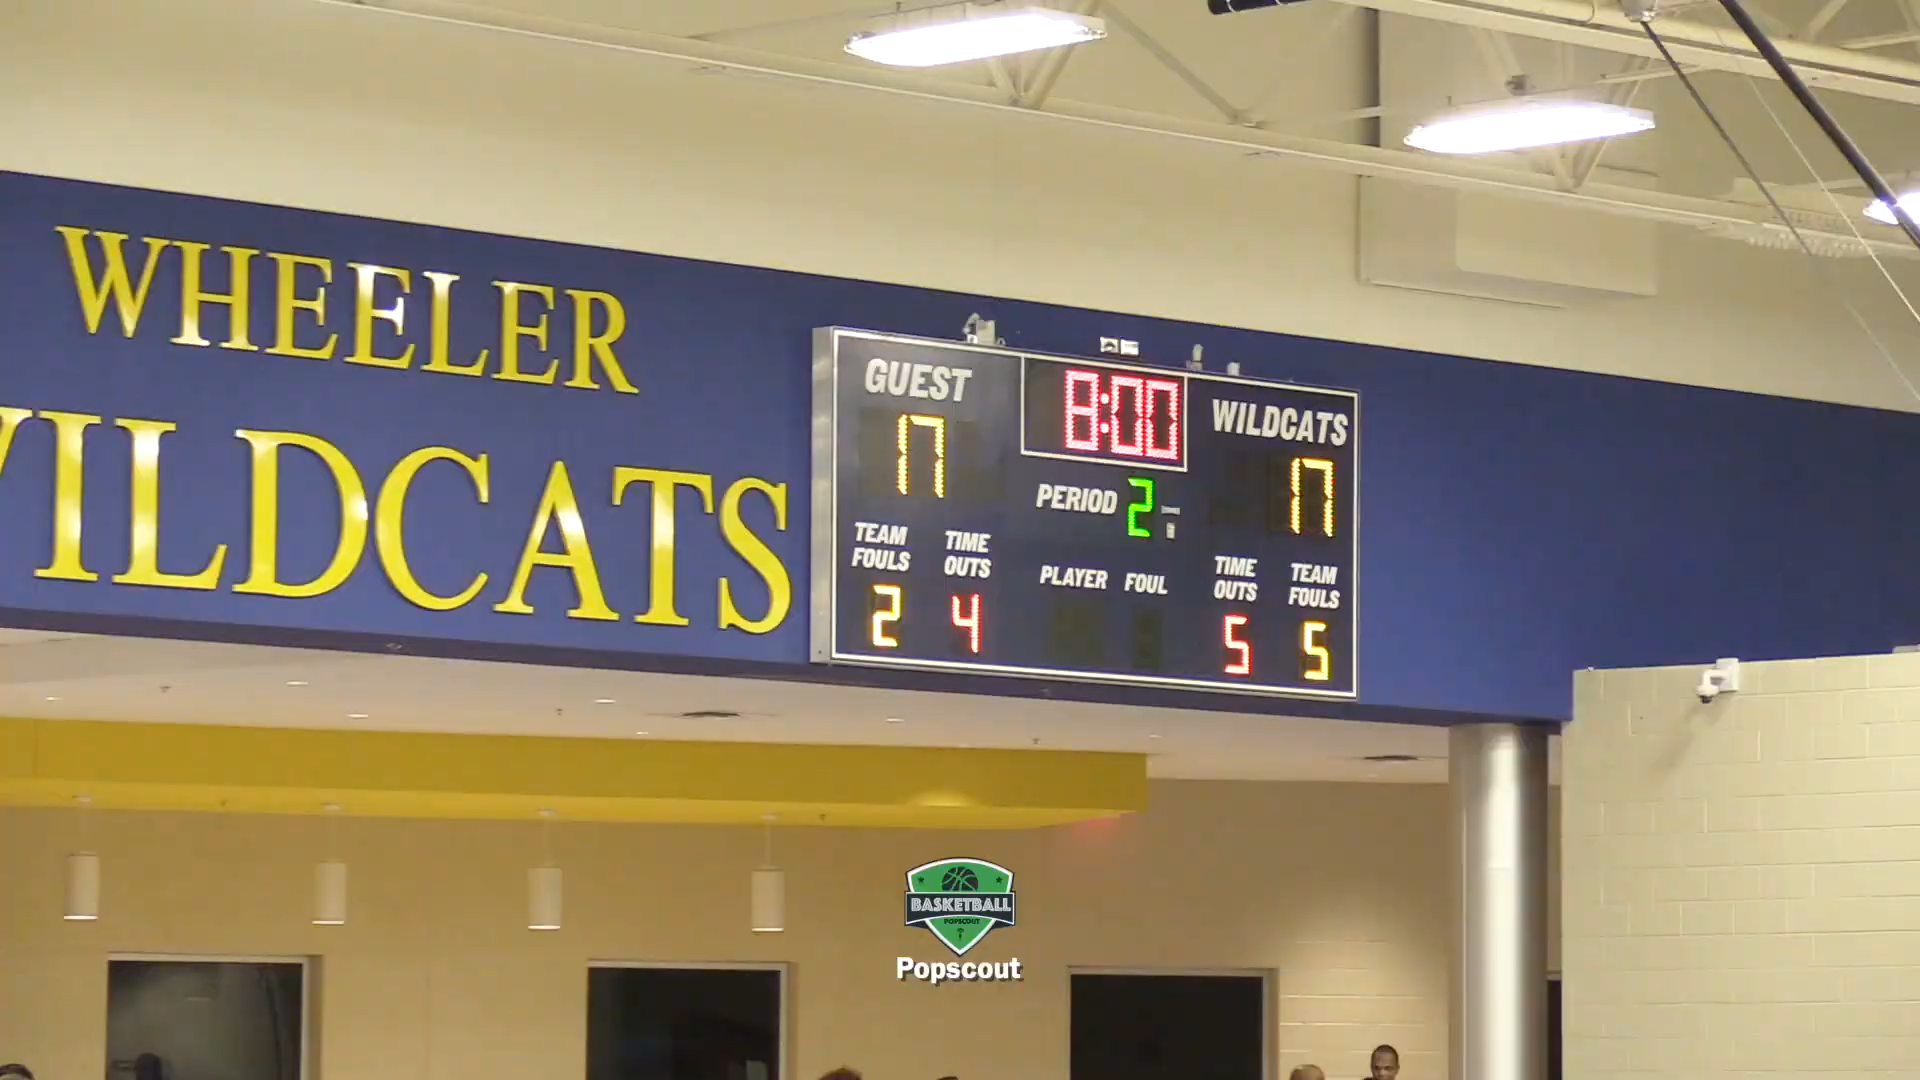 WHEELER
WILDCATS
GUEST
8:00
WILDCATS
17
17
PERIOD 2
TEAM FOULS
TIME OUTS
PLAYER FOUL
TIME OUTS
TEAM FOULS
2 4
5 5
BASKETBALL
POPSCOUT
Popscout